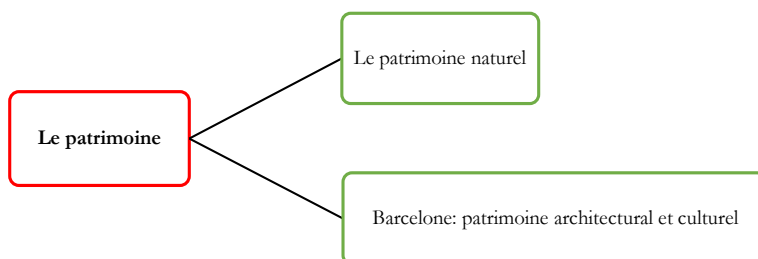 Le patrimoine naturel
Le patrimoine
Barcelone: patrimoine architectural et culturel